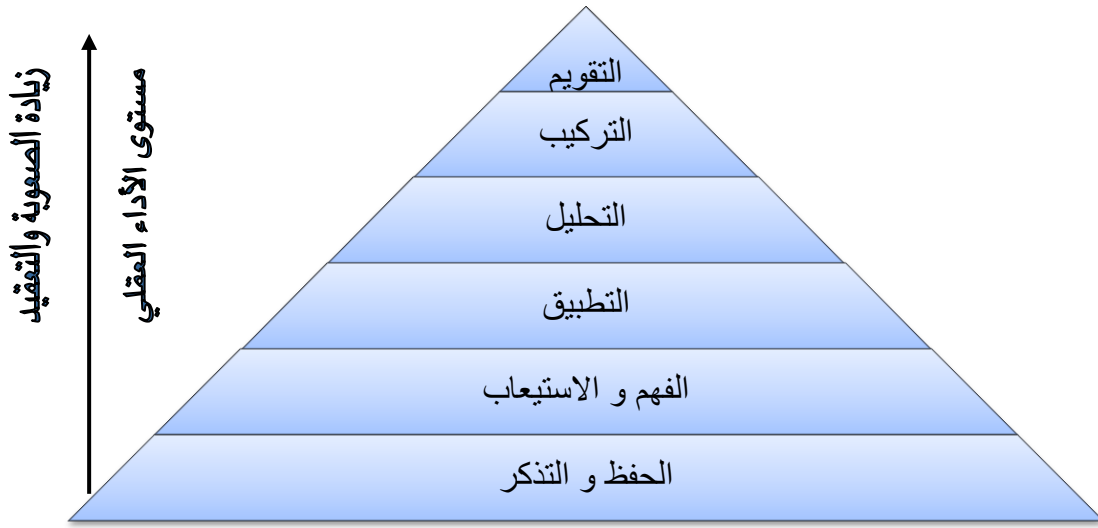 التقويم
التركيب
التحليل
التطبيق
الفهم و الاستيعاب
الحفظ و التذكر
مستوى الأداء العقلي
زيادة الصعوبة والتعقيد